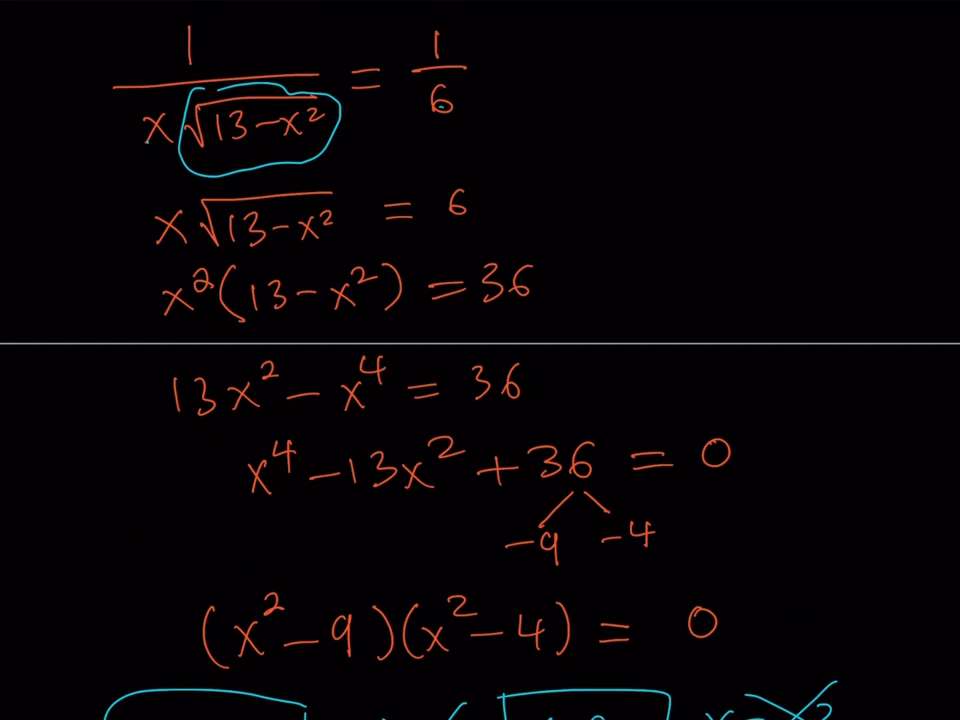 1/(x√(13-x²)) = 1/6
x√(13-x²) = 6
x²(13-x²) = 36
13x² - x⁴ = 36
x⁴ - 13x² + 36 = 0
-9 -4
(x² - 9)(x² - 4) = 0